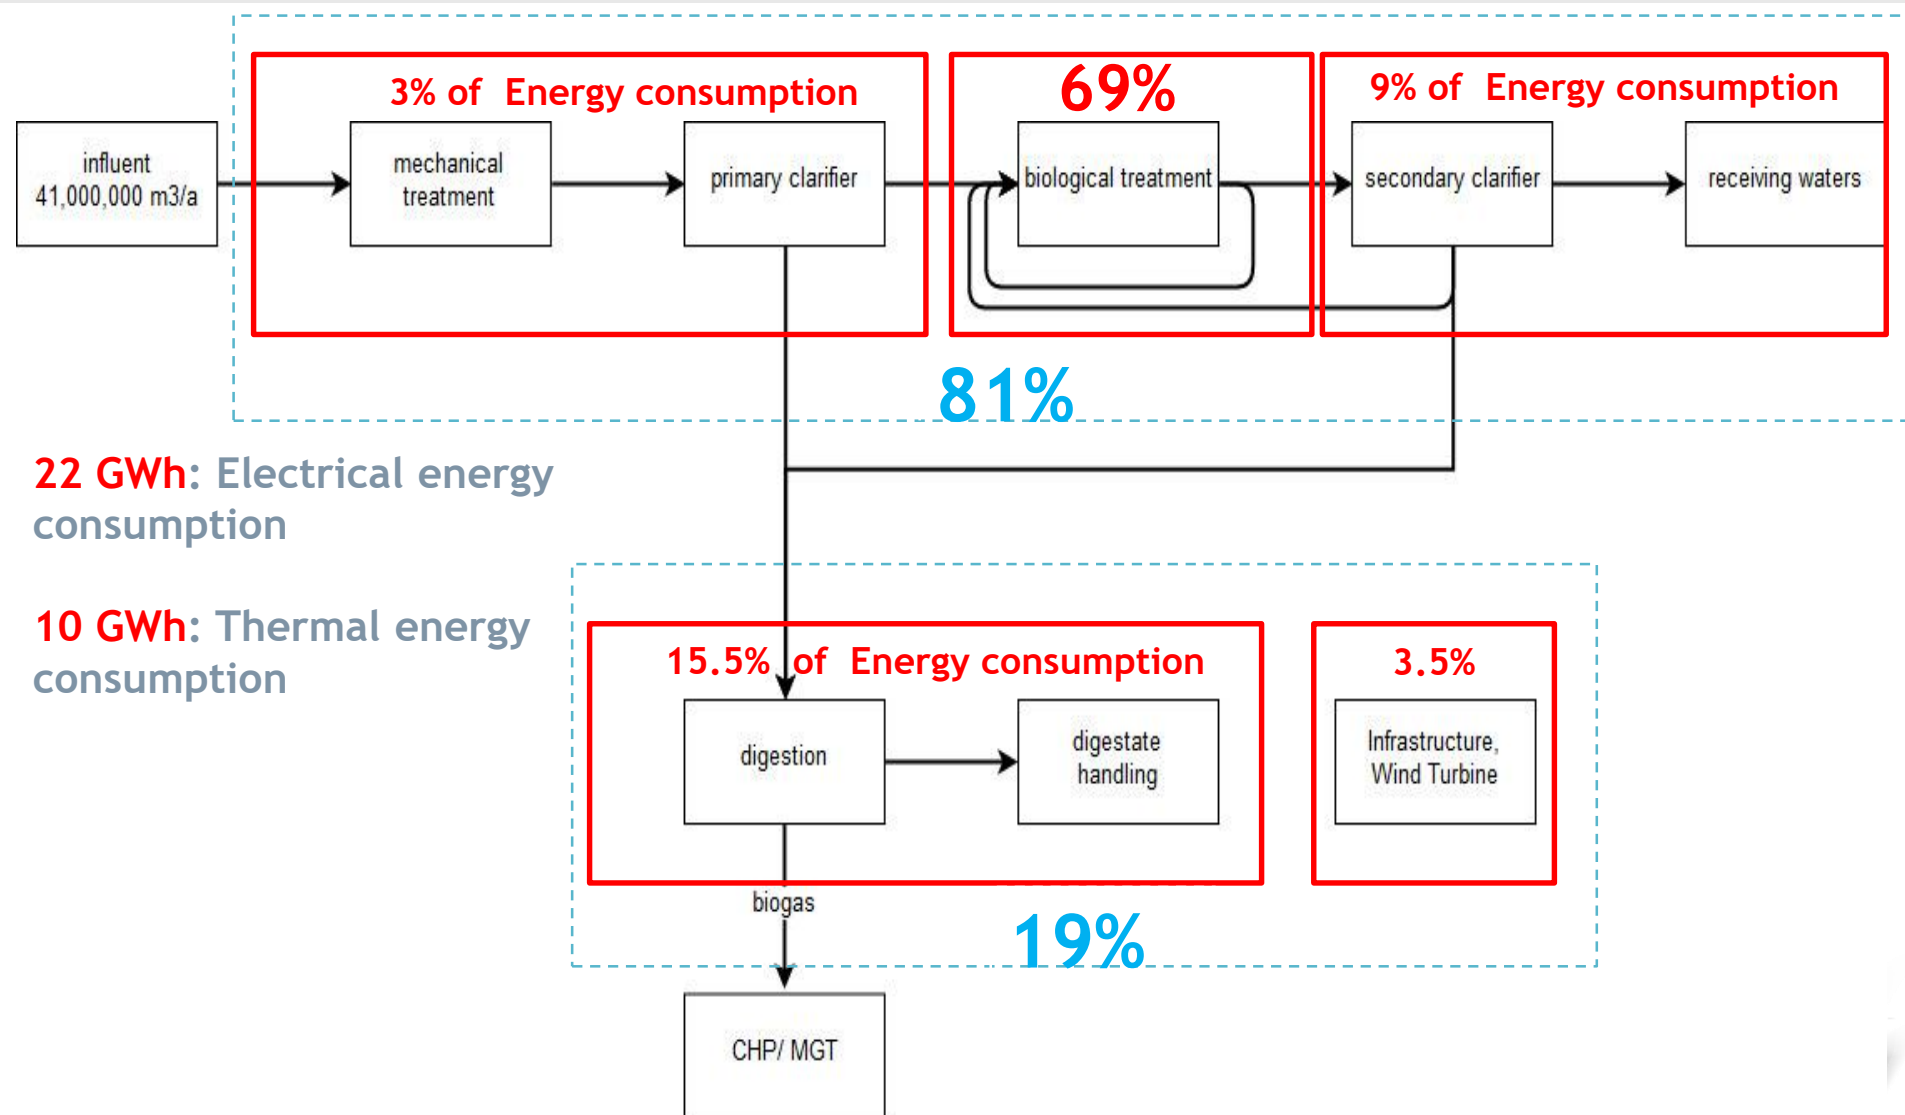 3% of Energy consumption
69%
9% of Energy consumption
influent
41,000,000 m3/a
mechanical
treatment
primary clarifier
biological treatment
secondary clarifier
receiving waters
81%
22 GWh: Electrical energy
consumption
10 GWh: Thermal energy
consumption
15.5% of Energy consumption
3.5%
digestion
digestate
handling
Infrastructure,
Wind Turbine
biogas
19%
CHP/ MGT